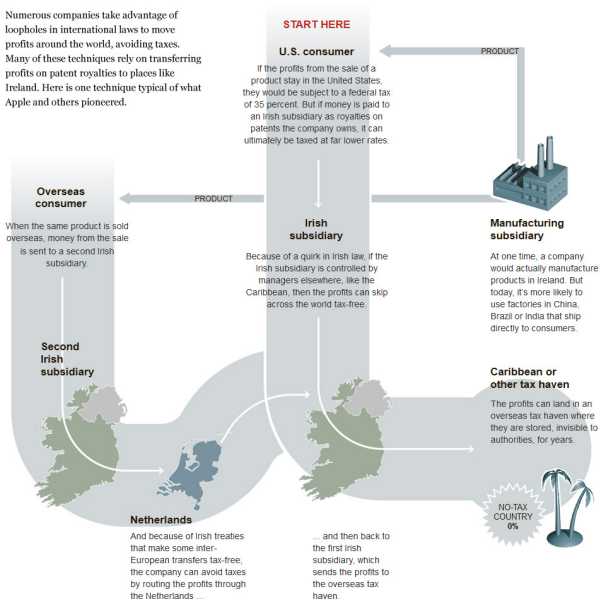 Numerous companies take advantage of
loopholes in international laws to move
profits around the world, avoiding taxes.
Many of these techniques rely on transferring
profits on patent royalties to places like
Ireland. Here is one technique typical of what
Apple and others pioneered.
START HERE
U.S. consumer
If the profits from the sale of a
product stay in the United States,
they would be subject to a federal tax
of 35 percent. But if money is paid to
an Irish subsidiary as royalties on
patents the company owns, it can
ultimately be taxed at far lower rates.
PRODUCT
Overseas
consumer
When the same product is sold
overseas, money from the sale
is sent to a second Irish
subsidiary.
PRODUCT
Irish
subsidiary
Because of a quirk in Irish law, if the
Irish subsidiary is controlled by
managers elsewhere, like the
Caribbean, then the profits can skip
across the world tax-free.
Manufacturing
subsidiary
At one time, a company
would actually manufacture
products in Ireland. But
today, it's more likely to
use factories in China,
Brazil or India that ship
directly to consumers.
Second
Irish
subsidiary
Caribbean or
other tax haven
The profits can land in an
overseas tax haven where
they are stored, invisible to
authorities, for years.
NO-TAX
COUNTRY
0%
Netherlands
And because of Irish treaties
that make some inter-
European transfers tax-free,
the company can avoid taxes
by routing the profits through
the Netherlands ...
... and then back to
the first Irish
subsidiary, which
sends the profits to
the overseas tax
haven.